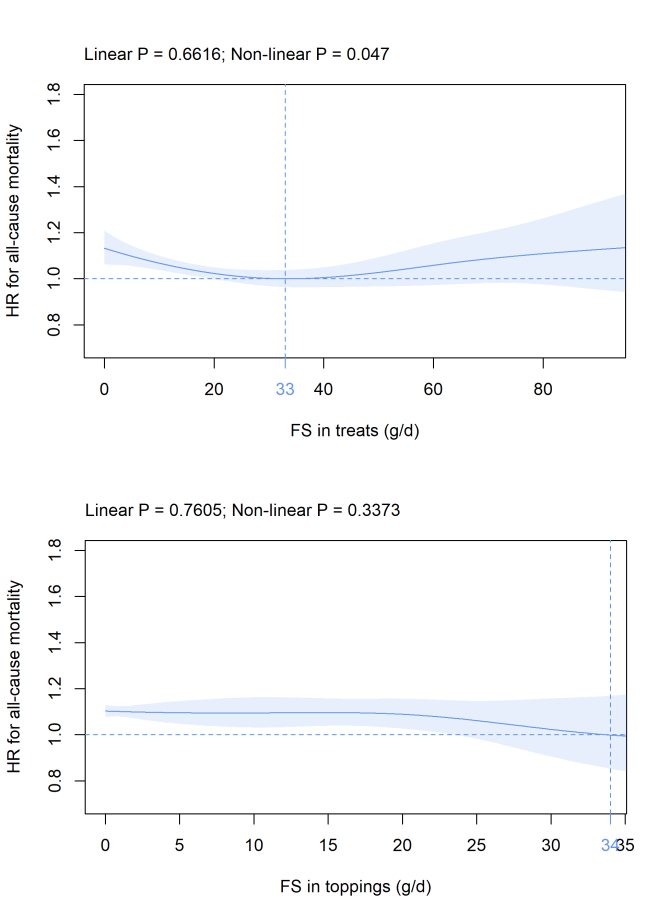 Linear P = 0.6616; Non-linear P = 0.047
HR for all-cause mortality
1.8
1.6
1.4
1.2
1.0
0.8
0 20 33 40 60 80
FS in treats (g/d)
Linear P = 0.7605; Non-linear P = 0.3373
HR for all-cause mortality
1.8
1.6
1.4
1.2
1.0
0.8
0 5 10 15 20 25 30 34 35
FS in toppings (g/d)